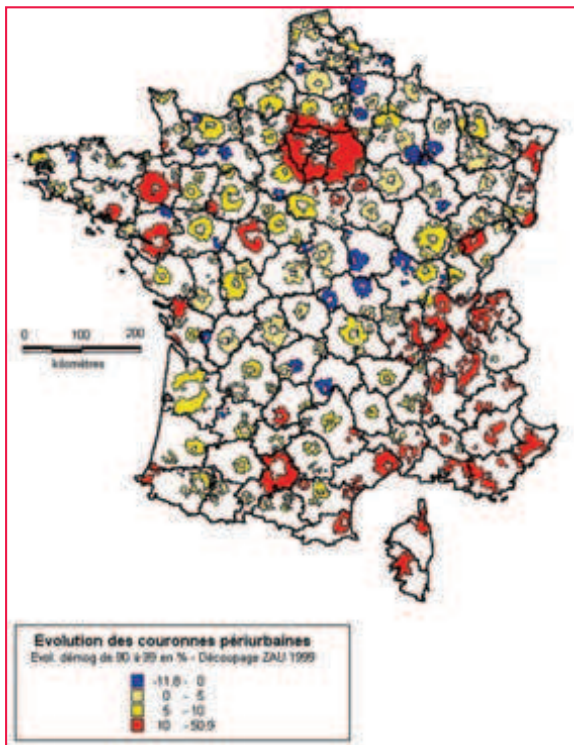 0 100 200
kilomètres
Evolution des couronnes périurbaines
Evol. démog de 90 à 99 en % - Découpage ZAU 1999
-11,8 - 0
0 - 5
5 - 10
10 - 50,9